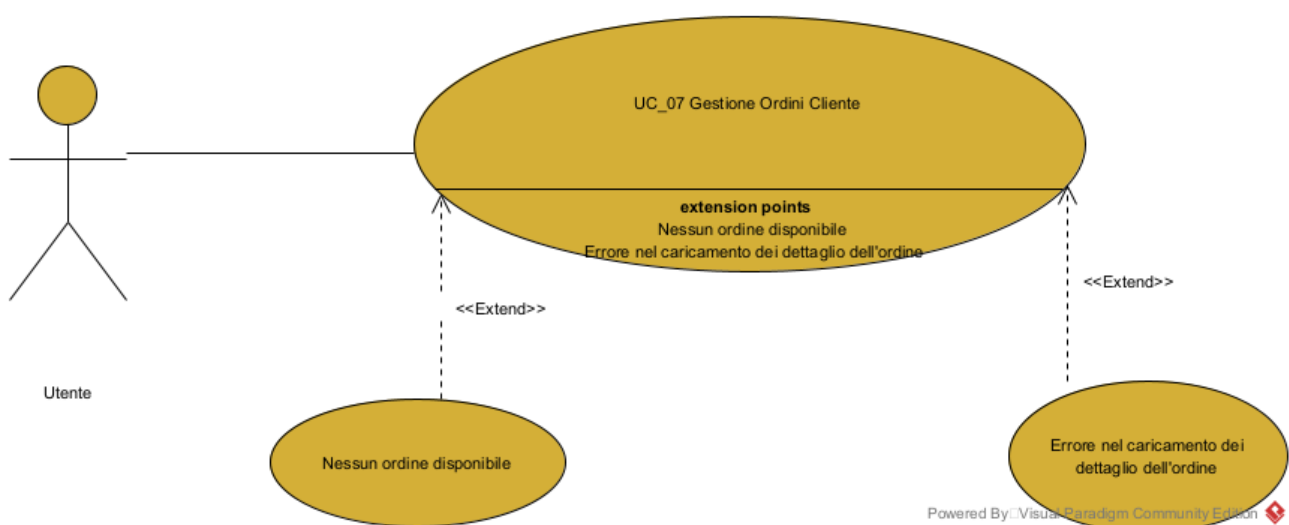 UC_07 Gestione Ordini Cliente
extension points
Nessun ordine disponibile
Errore nel caricamento dei dettaglio dell'ordine
<<Extend>>
<<Extend>>
Utente
Nessun ordine disponibile
Errore nel caricamento dei
dettaglio dell'ordine
Powered By Visual Paradigm Community Edition